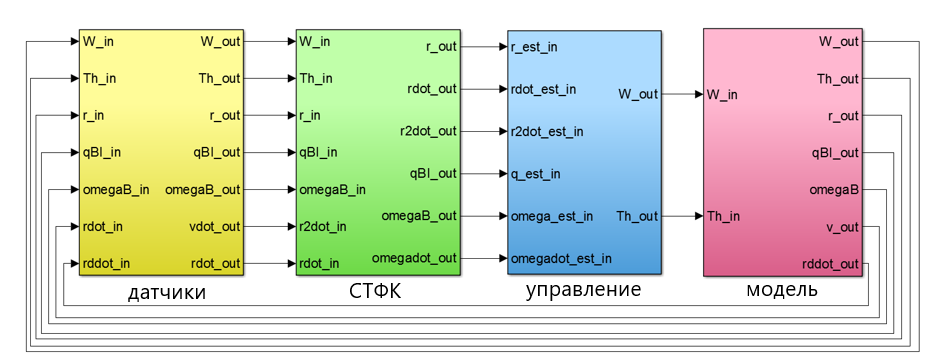 W_in
Th_in
r_in
qBI_in
omegaB_in
rdot_in
rddot_in
W_out
Th_out
r_out
qBI_out
omegaB_out
vdot_out
rdot_out
датчики
W_in
Th_in
r_in
qBI_in
omegaB_in
r2dot_in
rdot_in
r_out
rdot_out
r2dot_out
qBI_out
omegaB_out
omegadot_out
СТФК
r_est_in
rdot_est_in
r2dot_est_in
q_est_in
omega_est_in
omegadot_est_in
W_out
Th_out
управление
W_in
Th_in
W_out
Th_out
r_out
qBI_out
omegaB
v_out
rddot_out
модель